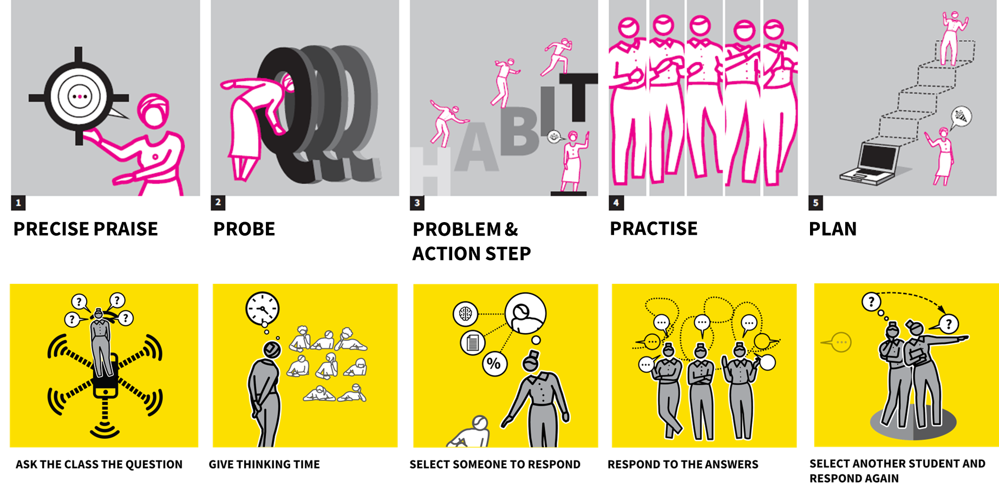 1
PRECISE PRAISE
2
PROBE
HABIT
3
PROBLEM &
ACTION STEP
4
PRACTISE
5
PLAN
? ? ? ?
ASK THE CLASS THE QUESTION
GIVE THINKING TIME
%
SELECT SOMEONE TO RESPOND
RESPOND TO THE ANSWERS
? ?
SELECT ANOTHER STUDENT AND
RESPOND AGAIN
QQQ